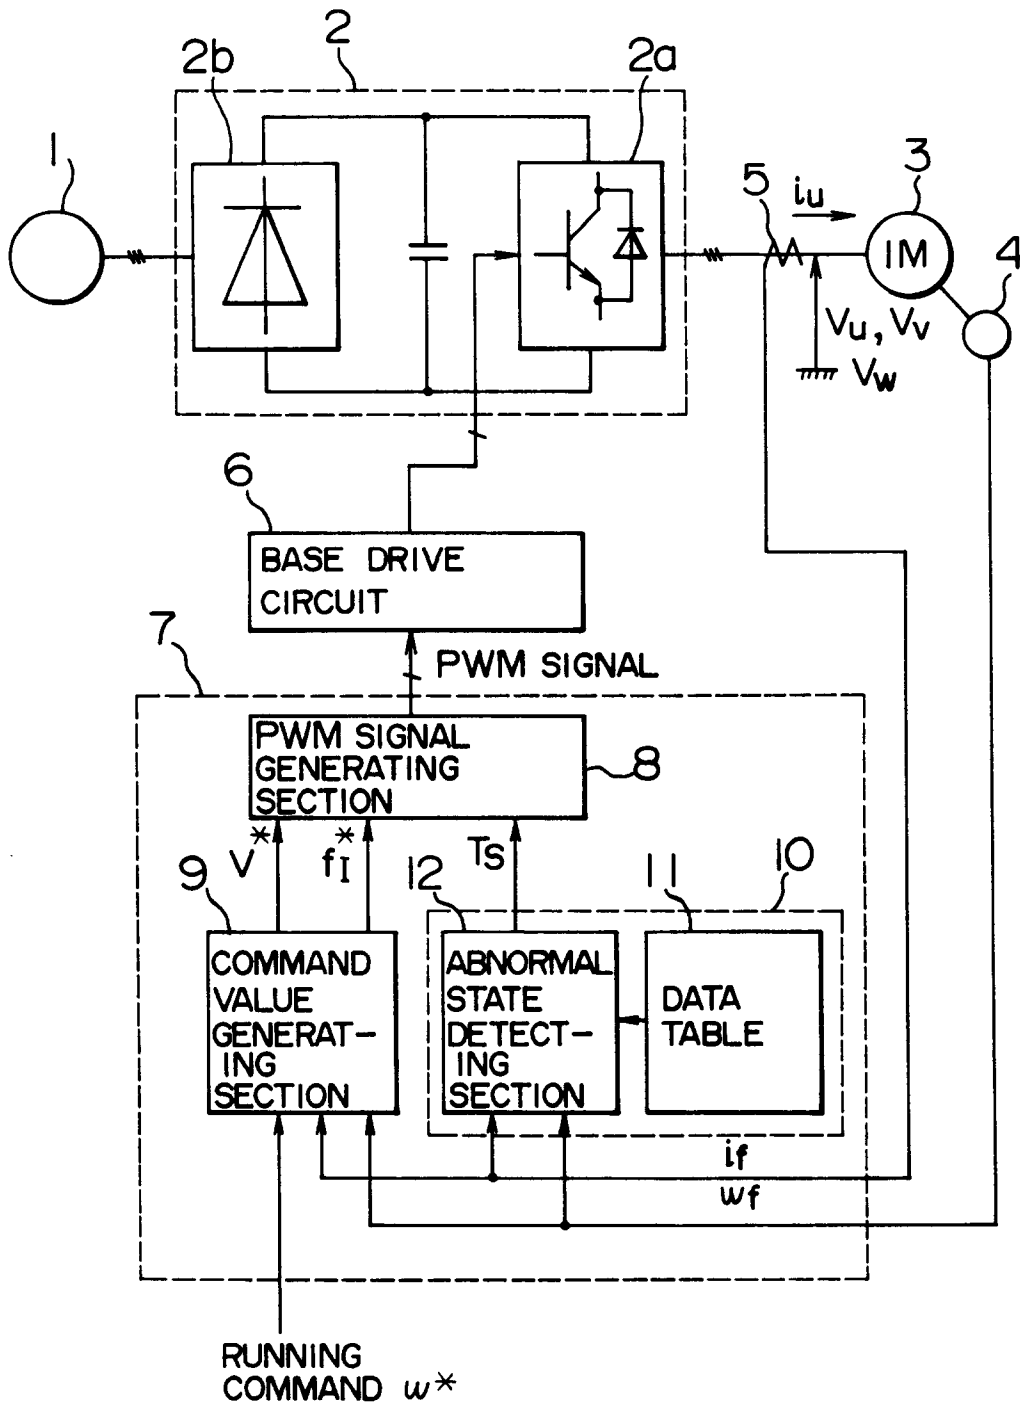 2
2b
2a
1
5
iu
3
IM
4
Vu, Vv
Vw
6
BASE DRIVE
CIRCUIT
7
PWM SIGNAL
PWM SIGNAL
GENERATING
SECTION
8
V*
fI*
Ts
9
12
11
10
COMMAND
VALUE
GENERAT-
ING
SECTION
ABNORMAL
STATE
DETECT-
ING
SECTION
DATA
TABLE
if
wf
RUNNING
COMMAND w*